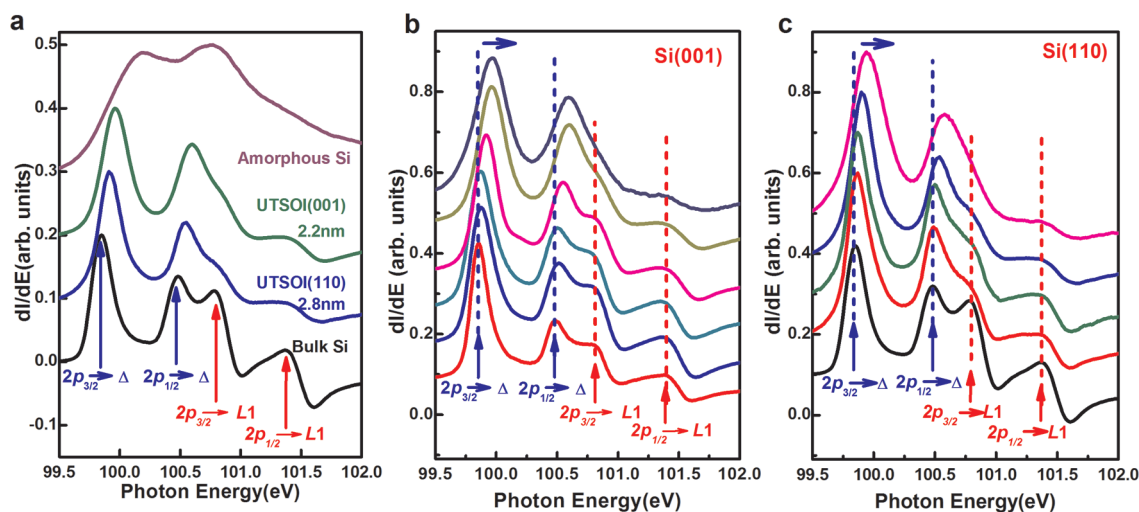 a
0.5
0.4
0.3
0.2
0.1
0.0
-0.1
dI/dE(arb. units)
Amorphous Si
UTSOI(001)
2.2nm
UTSOI(110)
2.8nm
Bulk Si
2p3/2→Δ
2p1/2→Δ
2p3/2→L1
2p1/2→L1
99.5 100.0 100.5 101.0 101.5 102.0
Photon Energy(eV)
b
Si(001)
0.8
0.6
0.4
0.2
0.0
dI/dE (arb. units)
2p3/2→Δ
2p1/2→Δ
2p3/2→L1
2p1/2→L1
99.5 100.0 100.5 101.0 101.5 102.0
Photon Energy(eV)
c
Si(110)
0.8
0.6
0.4
0.2
0.0
dI/dE (arb. units)
2p3/2→Δ
2p1/2→Δ
2p3/2→L1
2p1/2→L1
99.5 100.0 100.5 101.0 101.5 102.0
Photon Energy(eV)